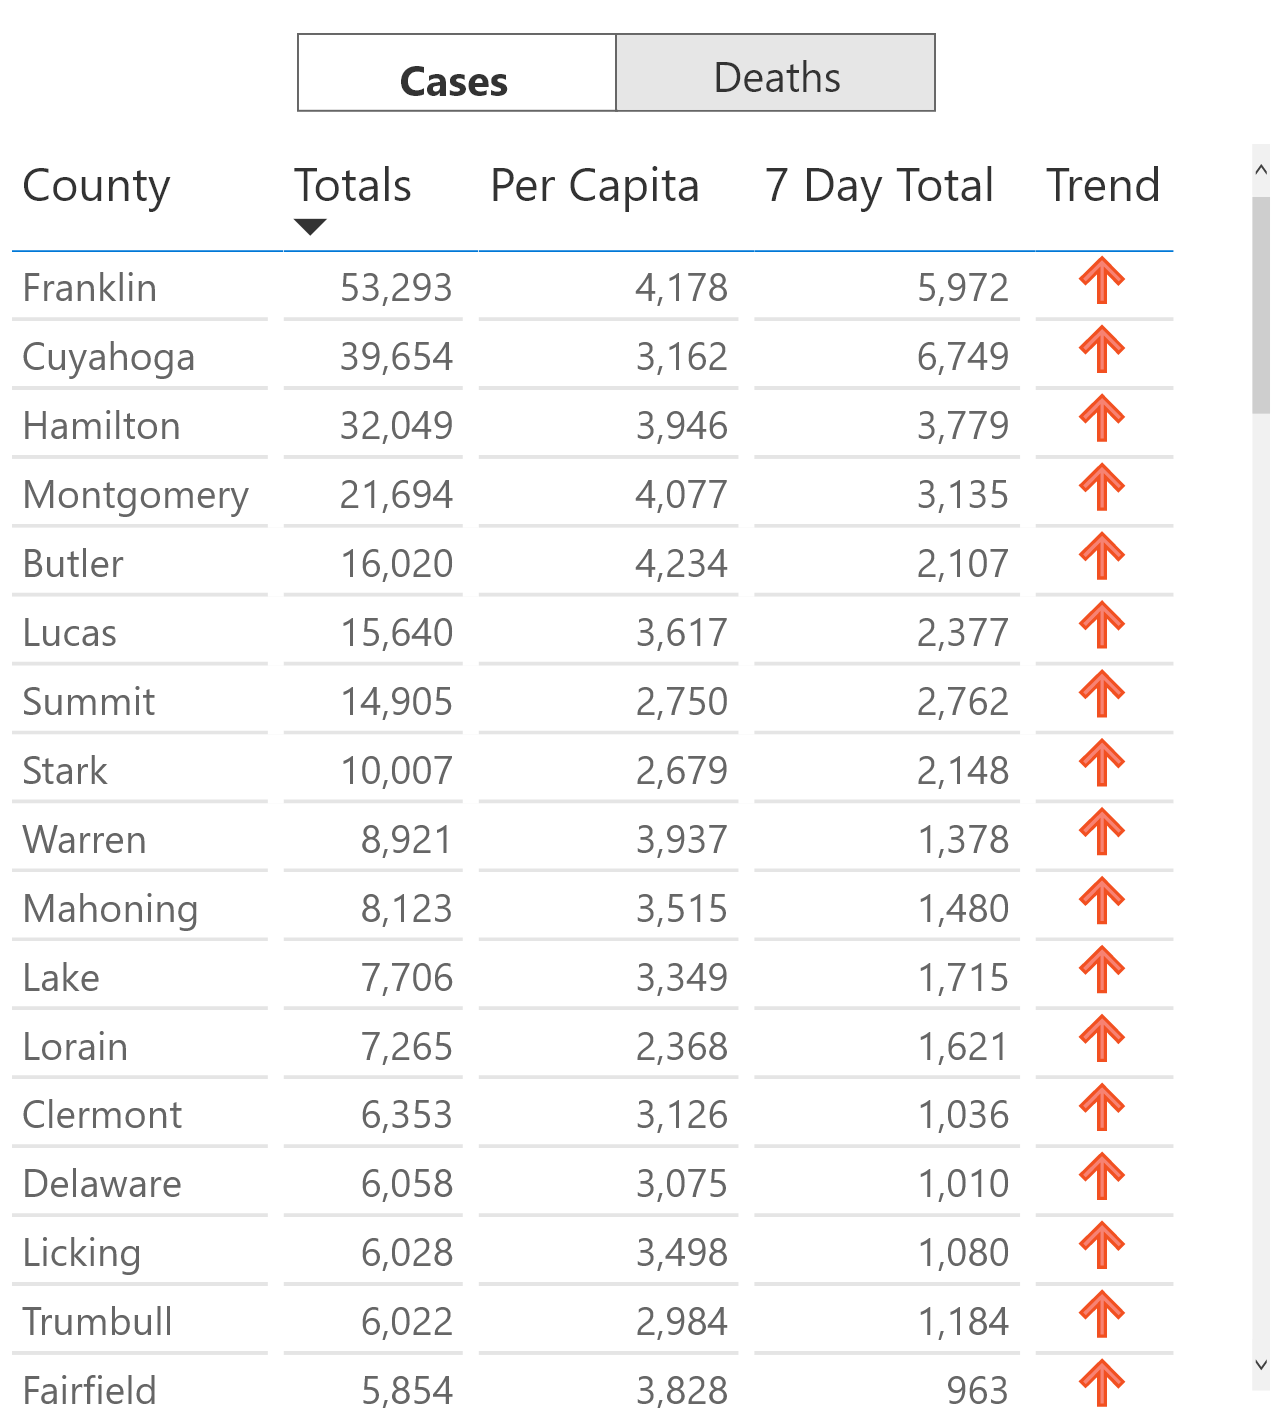 Cases Deaths
County Totals Per Capita 7 Day Total Trend
Franklin 53,293 4,178 5,972
Cuyahoga 39,654 3,162 6,749
Hamilton 32,049 3,946 3,779
Montgomery 21,694 4,077 3,135
Butler 16,020 4,234 2,107
Lucas 15,640 3,617 2,377
Summit 14,905 2,750 2,762
Stark 10,007 2,679 2,148
Warren 8,921 3,937 1,378
Mahoning 8,123 3,515 1,480
Lake 7,706 3,349 1,715
Lorain 7,265 2,368 1,621
Clermont 6,353 3,126 1,036
Delaware 6,058 3,075 1,010
Licking 6,028 3,498 1,080
Trumbull 6,022 2,984 1,184
Fairfield 5,854 3,828 963